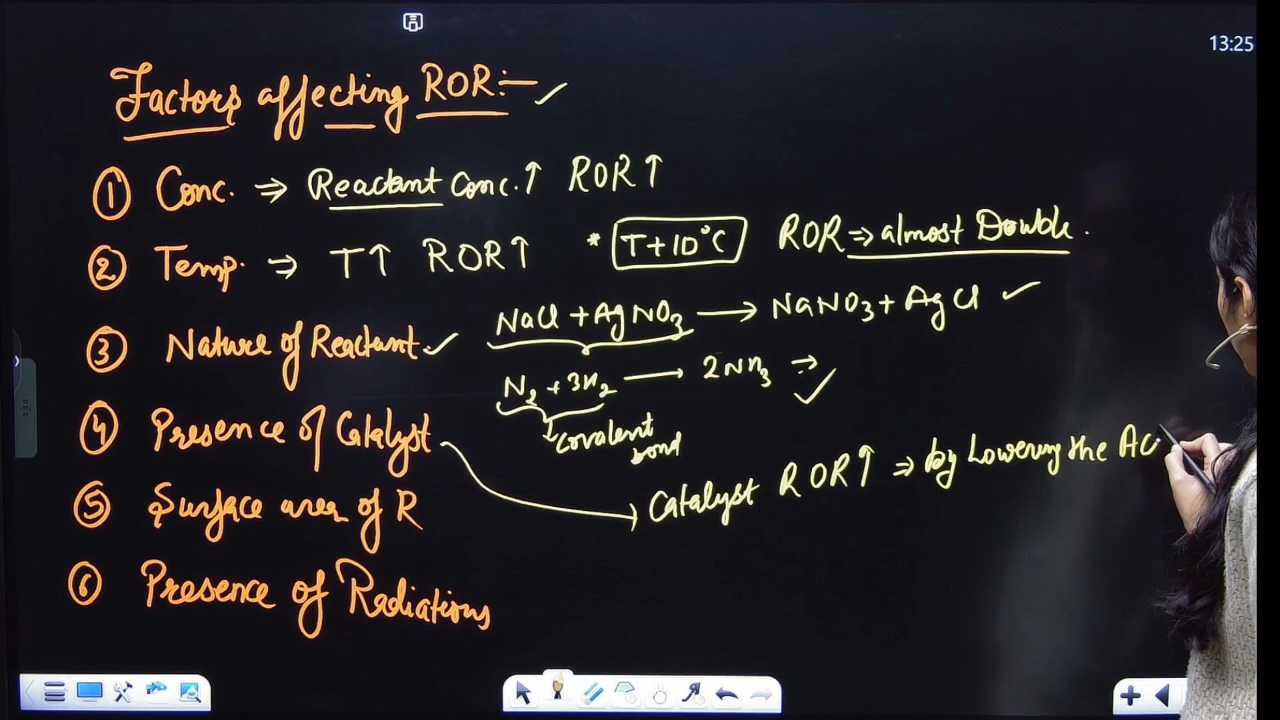 13:25
Factors affecting ROR:-
① Conc. ⇒ Reactant Conc.↑ ROR↑
② Temp. ⇒ T↑ ROR↑ * T+10°C ROR ⇒ almost Double.
③ Nature of Reactant. ✓ NaCl + AgNO₃ → NaNO₃ + AgCl ✓
N₂ + 3H₂ → 2NH₃ ⇒ ✓
↓ Covalent bond
④ Presence of Catalyst → Catalyst ROR↑ ⇒ by Lowering the Ac
⑤ Surface area of R
⑥ Presence of Radiations